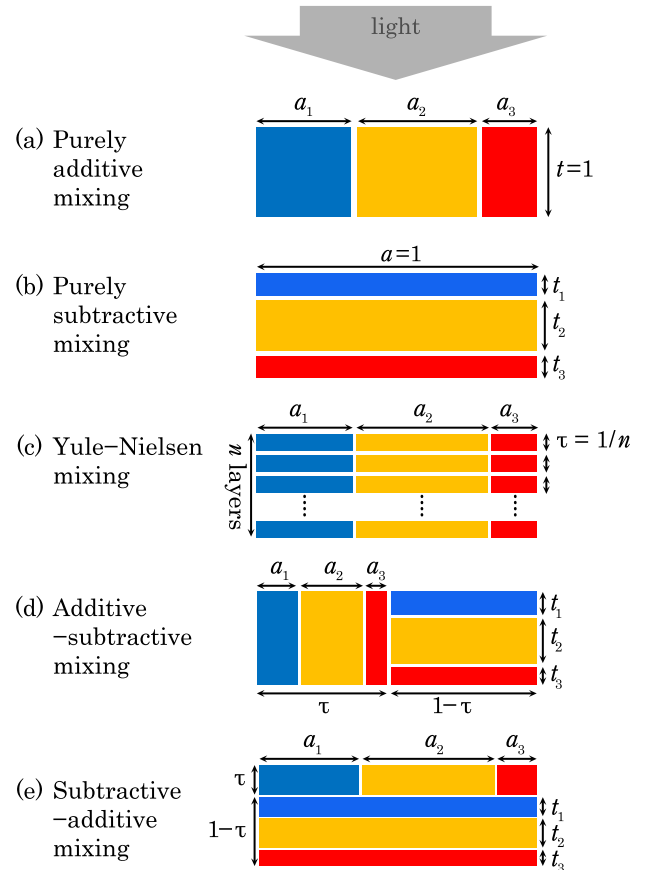 light
a₁ a₂ a₃
(a) Purely
additive
mixing
t=1
a=1
(b) Purely
subtractive
mixing
t₁
t₂
t₃
a₁ a₂ a₃
(c) Yule–Nielsen
mixing
n layers
τ = 1/n
a₁ a₂ a₃
(d) Additive
–subtractive
mixing
t₁
t₂
t₃
τ 1-τ
a₁ a₂ a₃
τ
(e) Subtractive
–additive
mixing
1-τ
t₁
t₂
t₃